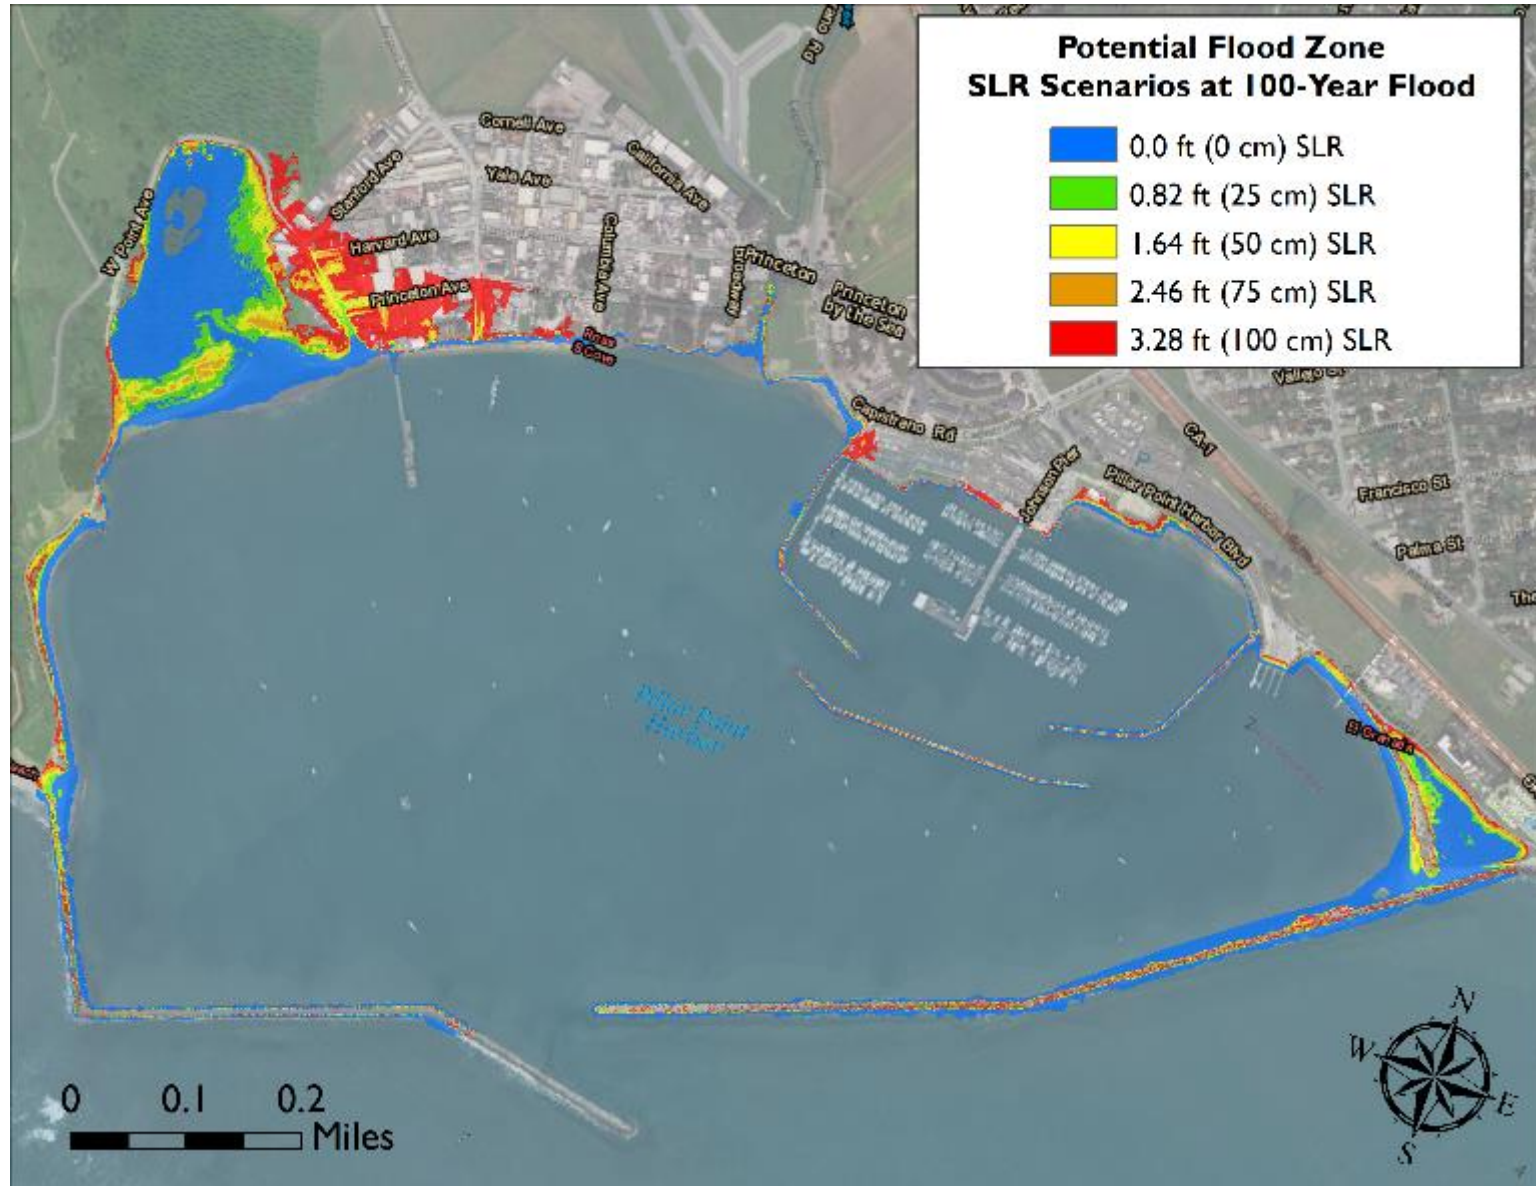 Potential Flood Zone
SLR Scenarios at 100-Year Flood
0.0 ft (0 cm) SLR
0.82 ft (25 cm) SLR
1.64 ft (50 cm) SLR
2.46 ft (75 cm) SLR
3.28 ft (100 cm) SLR
Cornell Ave
California Ave
Stanford Ave
Yale Ave
W Point Ave
Harvard Ave
Columbia Ave
Broadway
Princeton
Princeton Ave
Princeton
by the Sea
Vallejo St
Capistrano Rd
CA-1
Johnson Pier
Pillar Point Harbor Blvd
Francisco St
Palma St
The
Pillar Point
Harbor
El Granada
N
W
E
S
0 0.1 0.2
Miles